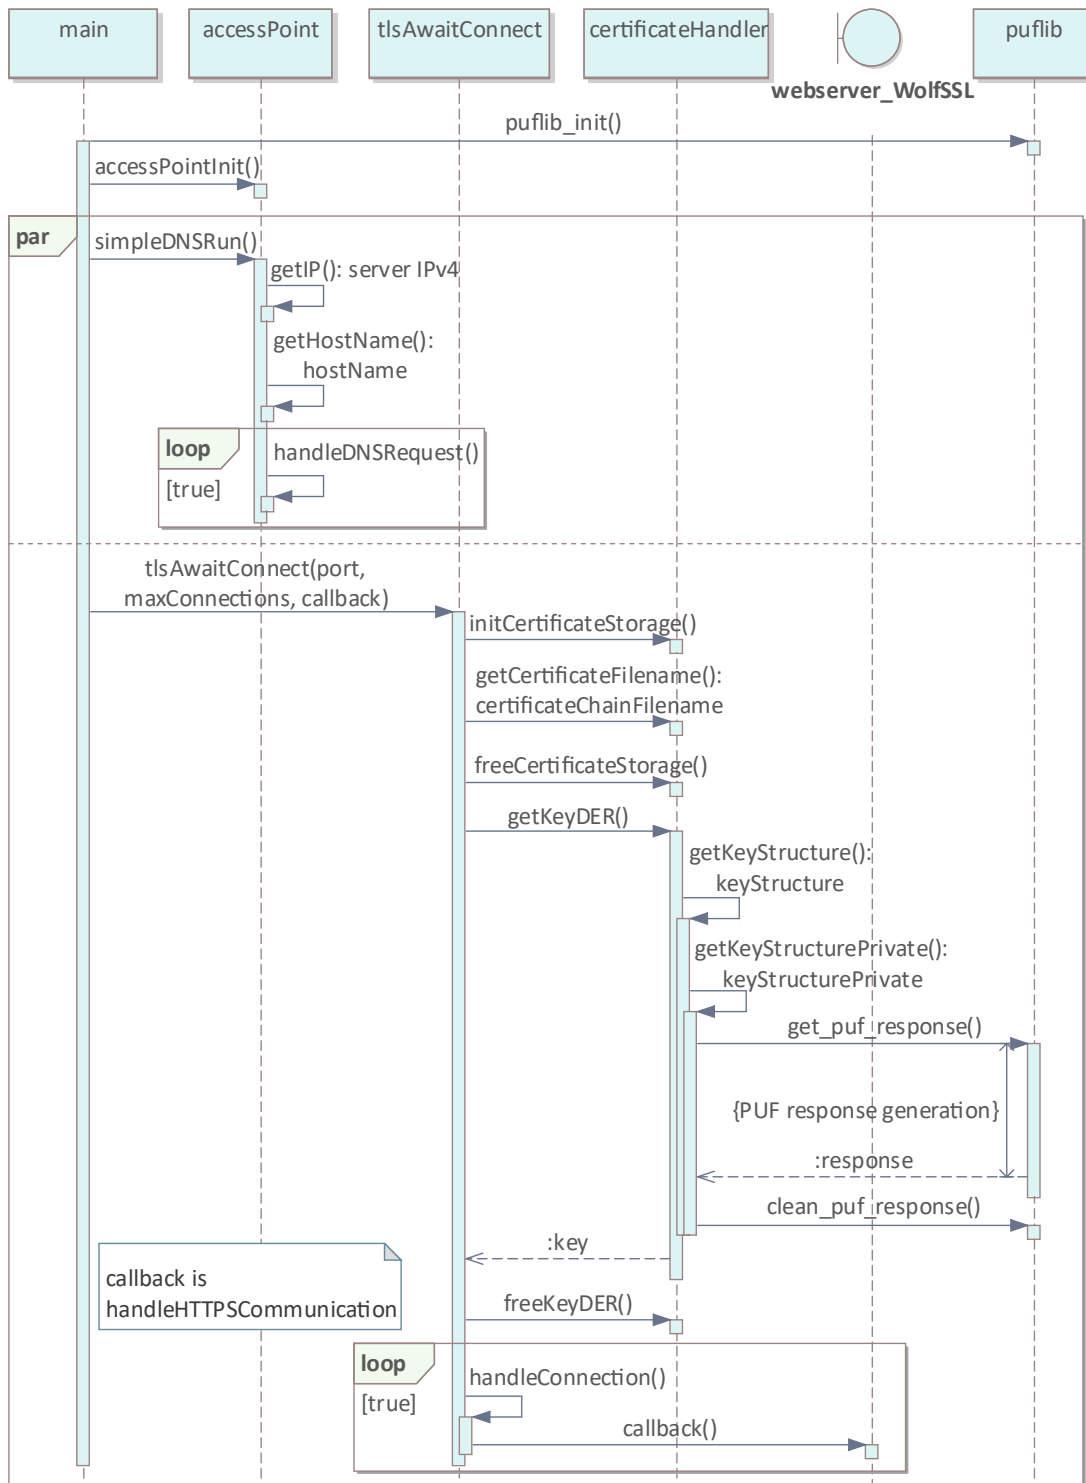 main
accessPoint
tlsAwaitConnect
certificateHandler
puflib
webserver_WolfSSL
puflib_init()
accessPointInit()
par
simpleDNSRun()
getIP(): server IPv4
getHostName():
hostName
loop
handleDNSRequest()
[true]
tlsAwaitConnect(port,
maxConnections, callback)
initCertificateStorage()
getCertificateFilename():
certificateChainFilename
freeCertificateStorage()
getKeyDER()
getKeyStructure():
keyStructure
getKeyStructurePrivate():
keyStructurePrivate
get_puf_response()
{PUF response generation}
:response
clean_puf_response()
:key
callback is
handleHTTPSCommunication
freeKeyDER()
loop
handleConnection()
[true]
callback()